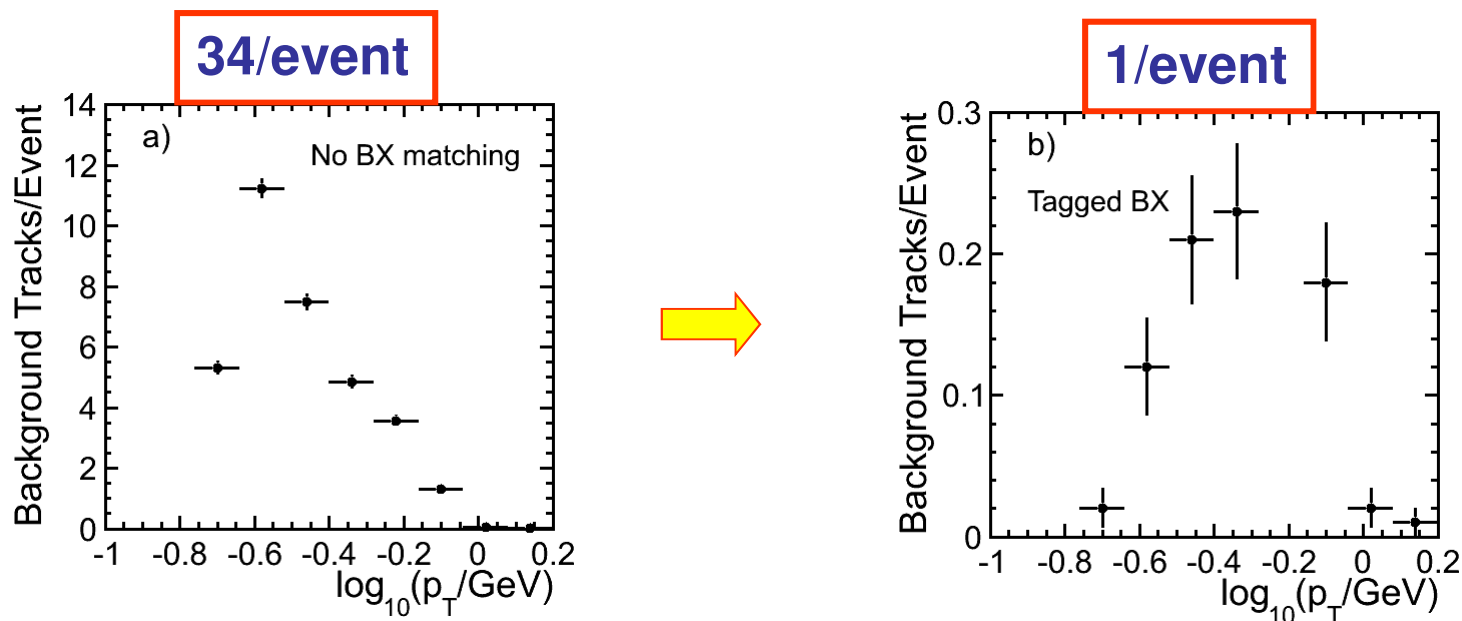 34/event
14
12
10
8
6
4
2
0
Background Tracks/Event
a)
No BX matching
-1 -0.8 -0.6 -0.4 -0.2 0 0.2
log10(pT/GeV)
1/event
0.3
0.2
0.1
0
Background Tracks/Event
b)
Tagged BX
-1 -0.8 -0.6 -0.4 -0.2 0 0.2
log10(pT/GeV)